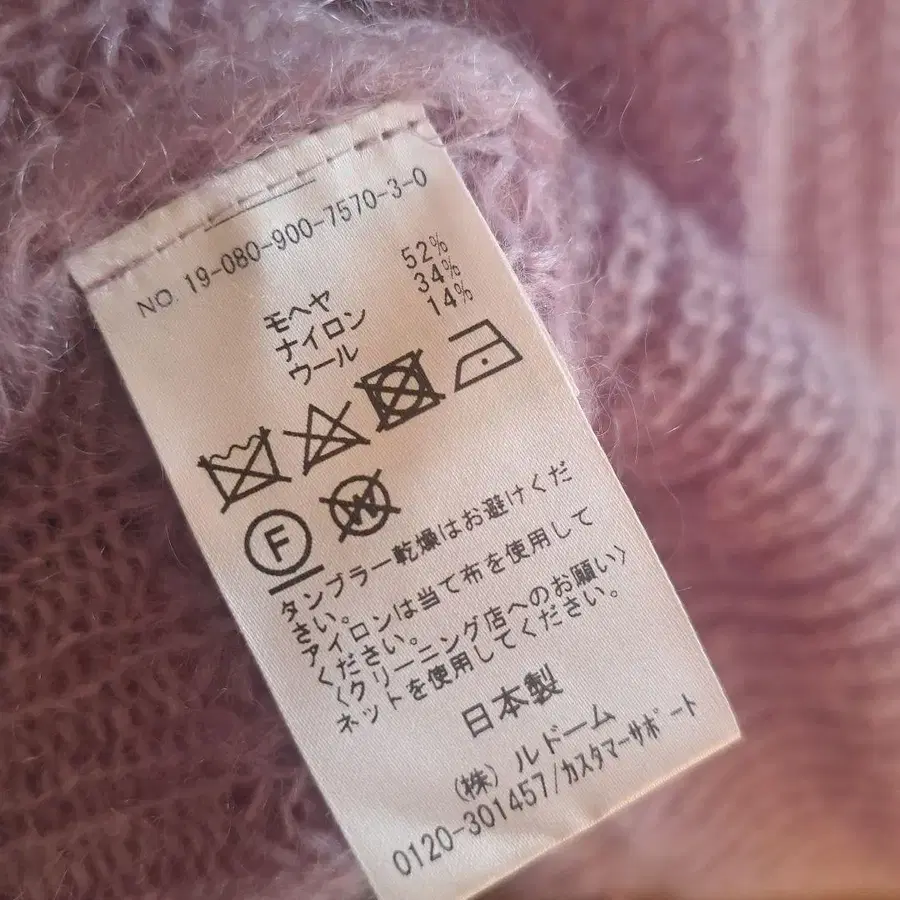 NO. 19-080-900-7570-3-0
モヘヤ 52%
ナイロン 34%
ウール 14%
F W
タンブラー乾燥はお避けくだ
さい。
アイロンは当て布を使用して
ください。
〈クリーニング店へのお願い〉
ネットを使用してください。
日本製
(株) ルドーム
0120-301457/カスタマーサポート